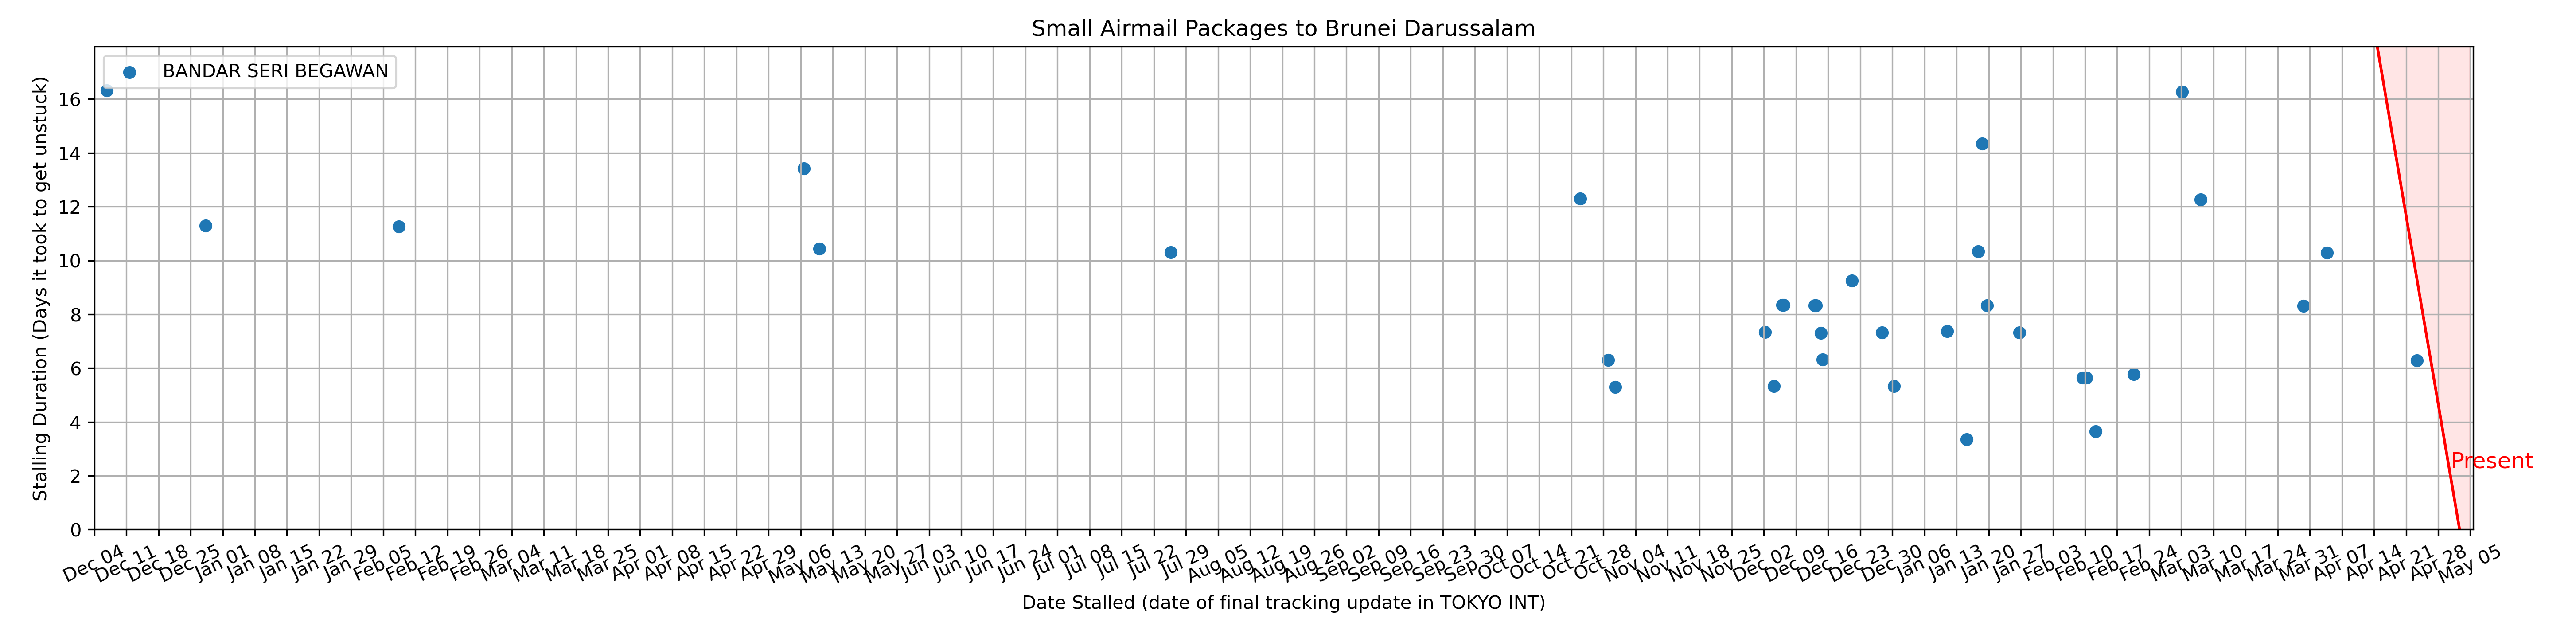 Small Airmail Packages to Brunei Darussalam
BANDAR SERI BEGAWAN
Stalling Duration (Days it took to get unstuck)
16
14
12
10
8
6
4
2
0
Present
Dec 04
Dec 11
Dec 18
Dec 25
Jan 01
Jan 08
Jan 15
Jan 22
Jan 29
Feb 05
Feb 12
Feb 19
Feb 26
Mar 04
Mar 11
Mar 18
Mar 25
Apr 01
Apr 08
Apr 15
Apr 22
Apr 29
May 06
May 13
May 20
May 27
Jun 03
Jun 10
Jun 17
Jun 24
Jul 01
Jul 08
Jul 15
Jul 22
Jul 29
Aug 05
Aug 12
Aug 19
Aug 26
Sep 02
Sep 09
Sep 16
Sep 23
Sep 30
Oct 07
Oct 14
Oct 21
Oct 28
Nov 04
Nov 11
Nov 18
Nov 25
Dec 02
Dec 09
Dec 16
Dec 23
Dec 30
Jan 06
Jan 13
Jan 20
Jan 27
Feb 03
Feb 10
Feb 17
Feb 24
Mar 03
Mar 10
Mar 17
Mar 24
Mar 31
Apr 07
Apr 14
Apr 21
Apr 28
May 05
Date Stalled (date of final tracking update in TOKYO INT)